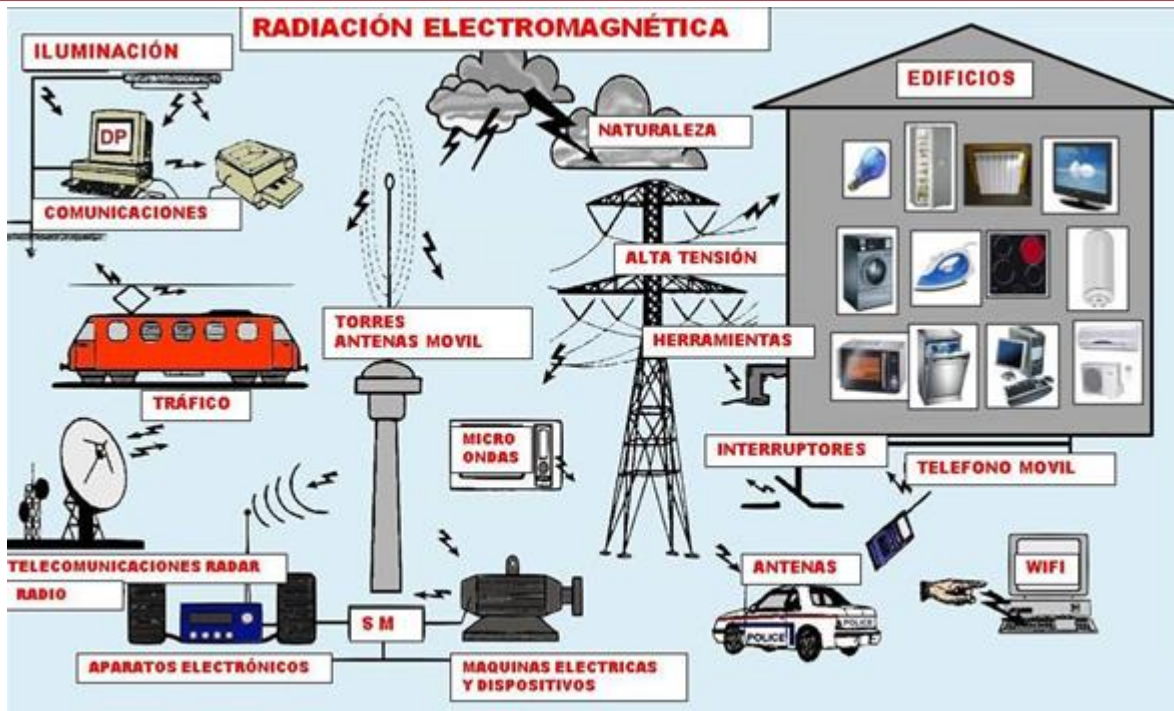 RADIACIÓN ELECTROMAGNÉTICA
ILUMINACIÓN
EDIFICIOS
DP
NATURALEZA
COMUNICACIONES
ALTA TENSIÓN
TORRES
ANTENAS MOVIL
HERRAMIENTAS
TRÁFICO
MICRO
ONDAS
INTERRUPTORES
TELEFONO MOVIL
TELECOMUNICACIONES RADAR
RADIO
ANTENAS
WIFI
S M
POLICE
POLICE
APARATOS ELECTRÓNICOS
MAQUINAS ELECTRICAS
Y DISPOSITIVOS